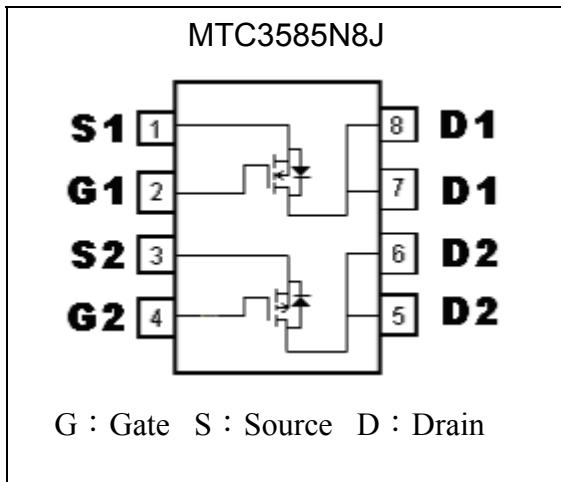 MTC3585N8J
S1 1 8 D1
G1 2 7 D1
S2 3 6 D2
G2 4 5 D2
G：Gate S：Source D：Drain